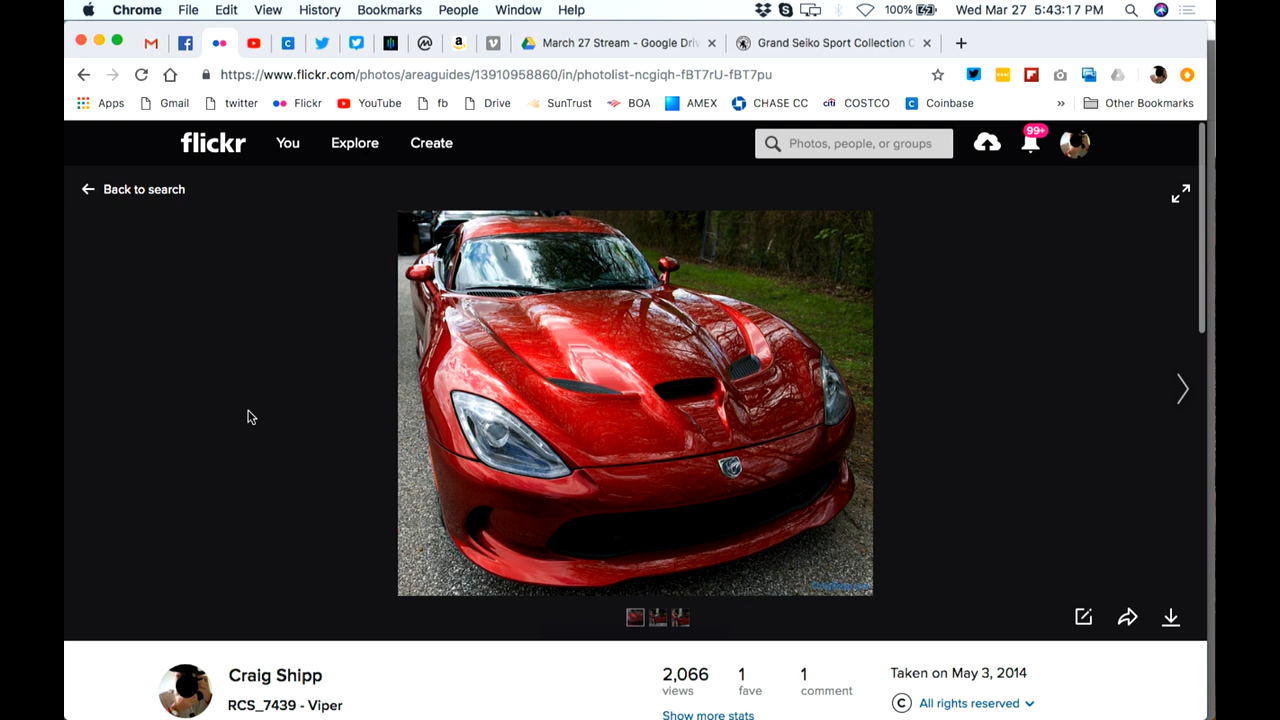 Chrome File Edit View History Bookmarks People Window Help 100% Wed Mar 27 5:43:17 PM
March 27 Stream - Google Driv Grand Seiko Sport Collection C
https://www.flickr.com/photos/areaguides/13910958860/in/photolist-ncgiqh-fBT7rU-fBT7pu
Apps Gmail twitter Flickr YouTube fb Drive SunTrust BOA AMEX CHASE CC citi COSTCO Coinbase » Other Bookmarks
flickr You Explore Create Photos, people, or groups 99+
Back to search
Craig Shipp
RCS_7439 - Viper
2,066 views
1 fave
1 comment
Show more stats
Taken on May 3, 2014
All rights reserved